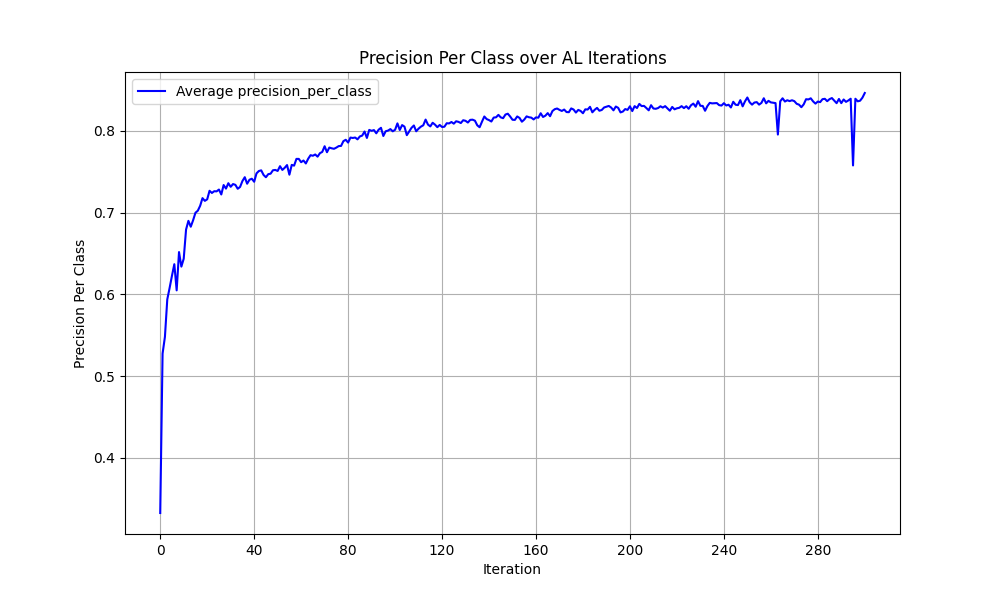 Precision Per Class over AL Iterations
Average precision_per_class
Precision Per Class
0.8
0.7
0.6
0.5
0.4
0 40 80 120 160 200 240 280
Iteration